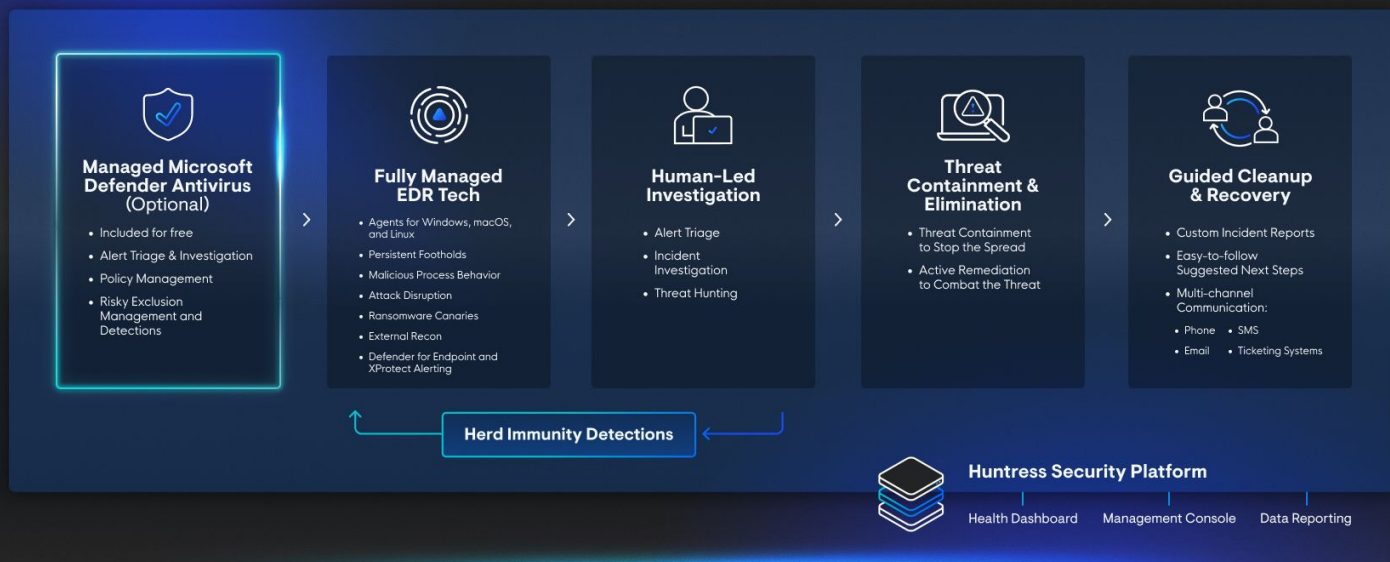 Managed Microsoft
Defender Antivirus
(Optional)
• Included for free
• Alert Triage & Investigation
• Policy Management
• Risky Exclusion
Management and
Detections
Fully Managed
EDR Tech
• Agents for Windows, macOS,
and Linux
• Persistent Footholds
• Malicious Process Behavior
• Attack Disruption
• Ransomware Canaries
• External Recon
• Defender for Endpoint and
XProtect Alerting
Human-Led
Investigation
• Alert Triage
• Incident
Investigation
• Threat Hunting
Threat
Containment &
Elimination
• Threat Containment
to Stop the Spread
• Active Remediation
to Combat the Threat
Guided Cleanup
& Recovery
• Custom Incident Reports
• Easy-to-follow
Suggested Next Steps
• Multi-channel
Communication:
• Phone • SMS
• Email • Ticketing Systems
Herd Immunity Detections
Huntress Security Platform
Health Dashboard Management Console Data Reporting